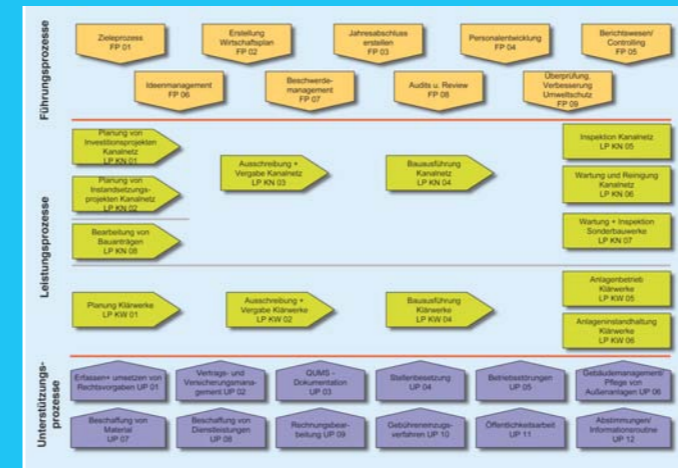 Führungsprozesse
Zieleprozess
FP 01
Erstellung
Wirtschaftsplan
FP 02
Jahresabschluss
erstellen
FP 03
Personalentwicklung
FP 04
Berichtswesen/
Controlling
FP 05
Ideenmanagement
FP 06
Beschwerde-
management
FP 07
Audits u. Review
FP 08
Überprüfung,
Verbesserung
Umweltschutz
FP 09
Leistungsprozesse
Planung von
Investitionsprojekten
Kanalnetz
LP KN 01
Planung von
Instandsetzungs-
projekten Kanalnetz
LP KN 02
Bearbeitung von
Bauanträgen
LP KN 08
Ausschreibung +
Vergabe Kanalnetz
LP KN 03
Bauausführung
Kanalnetz
LP KN 04
Inspektion Kanalnetz
LP KN 05
Wartung und Reinigung
Kanalnetz
LP KN 06
Wartung + Inspektion
Sonderbauwerke
LP KN 07
Planung Klärwerke
LP KW 01
Ausschreibung +
Vergabe Klärwerke
LP KW 02
Bauausführung
Klärwerke
LP KW 04
Anlagenbetrieb
Klärwerke
LP KW 05
Anlageninstandhaltung
Klärwerke
LP KW 06
Unterstützungs-
prozesse
Erfassen+ umsetzen von
Rechtsvorgaben UP 01
Vertrags- und
Versicherungsmana-
gement UP 02
QUMS -
Dokumentation
UP 03
Stellenbesetzung
UP 04
Betriebsstörungen
UP 05
Gebäudemanagement/
Pflege von
Außenanlagen UP 06
Beschaffung von
Material
UP 07
Beschaffung von
Dienstleistungen
UP 08
Rechnungsbear-
beitung UP 09
Gebühreneinzugs-
verfahren UP 10
Öffentlichkeitsarbeit
UP 11
Abstimmungen/
Informationsroutine
UP 12